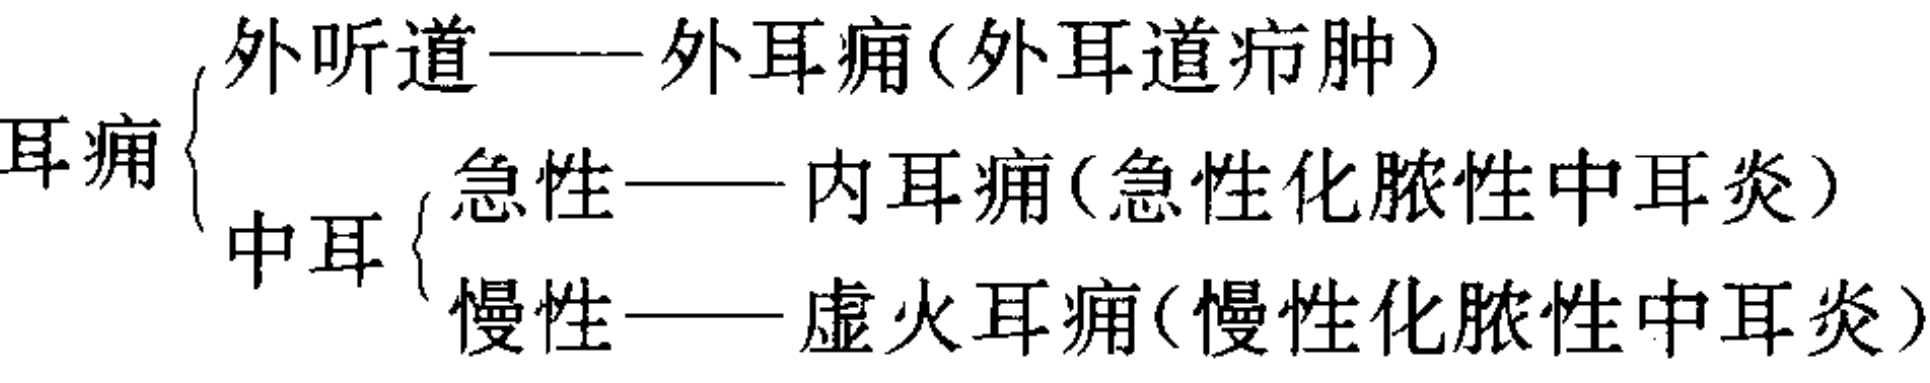 外听道——外耳痈(外耳道疖肿)
耳痈
急性——内耳痈(急性化脓性中耳炎)
中耳
慢性——虚火耳痈(慢性化脓性中耳炎)